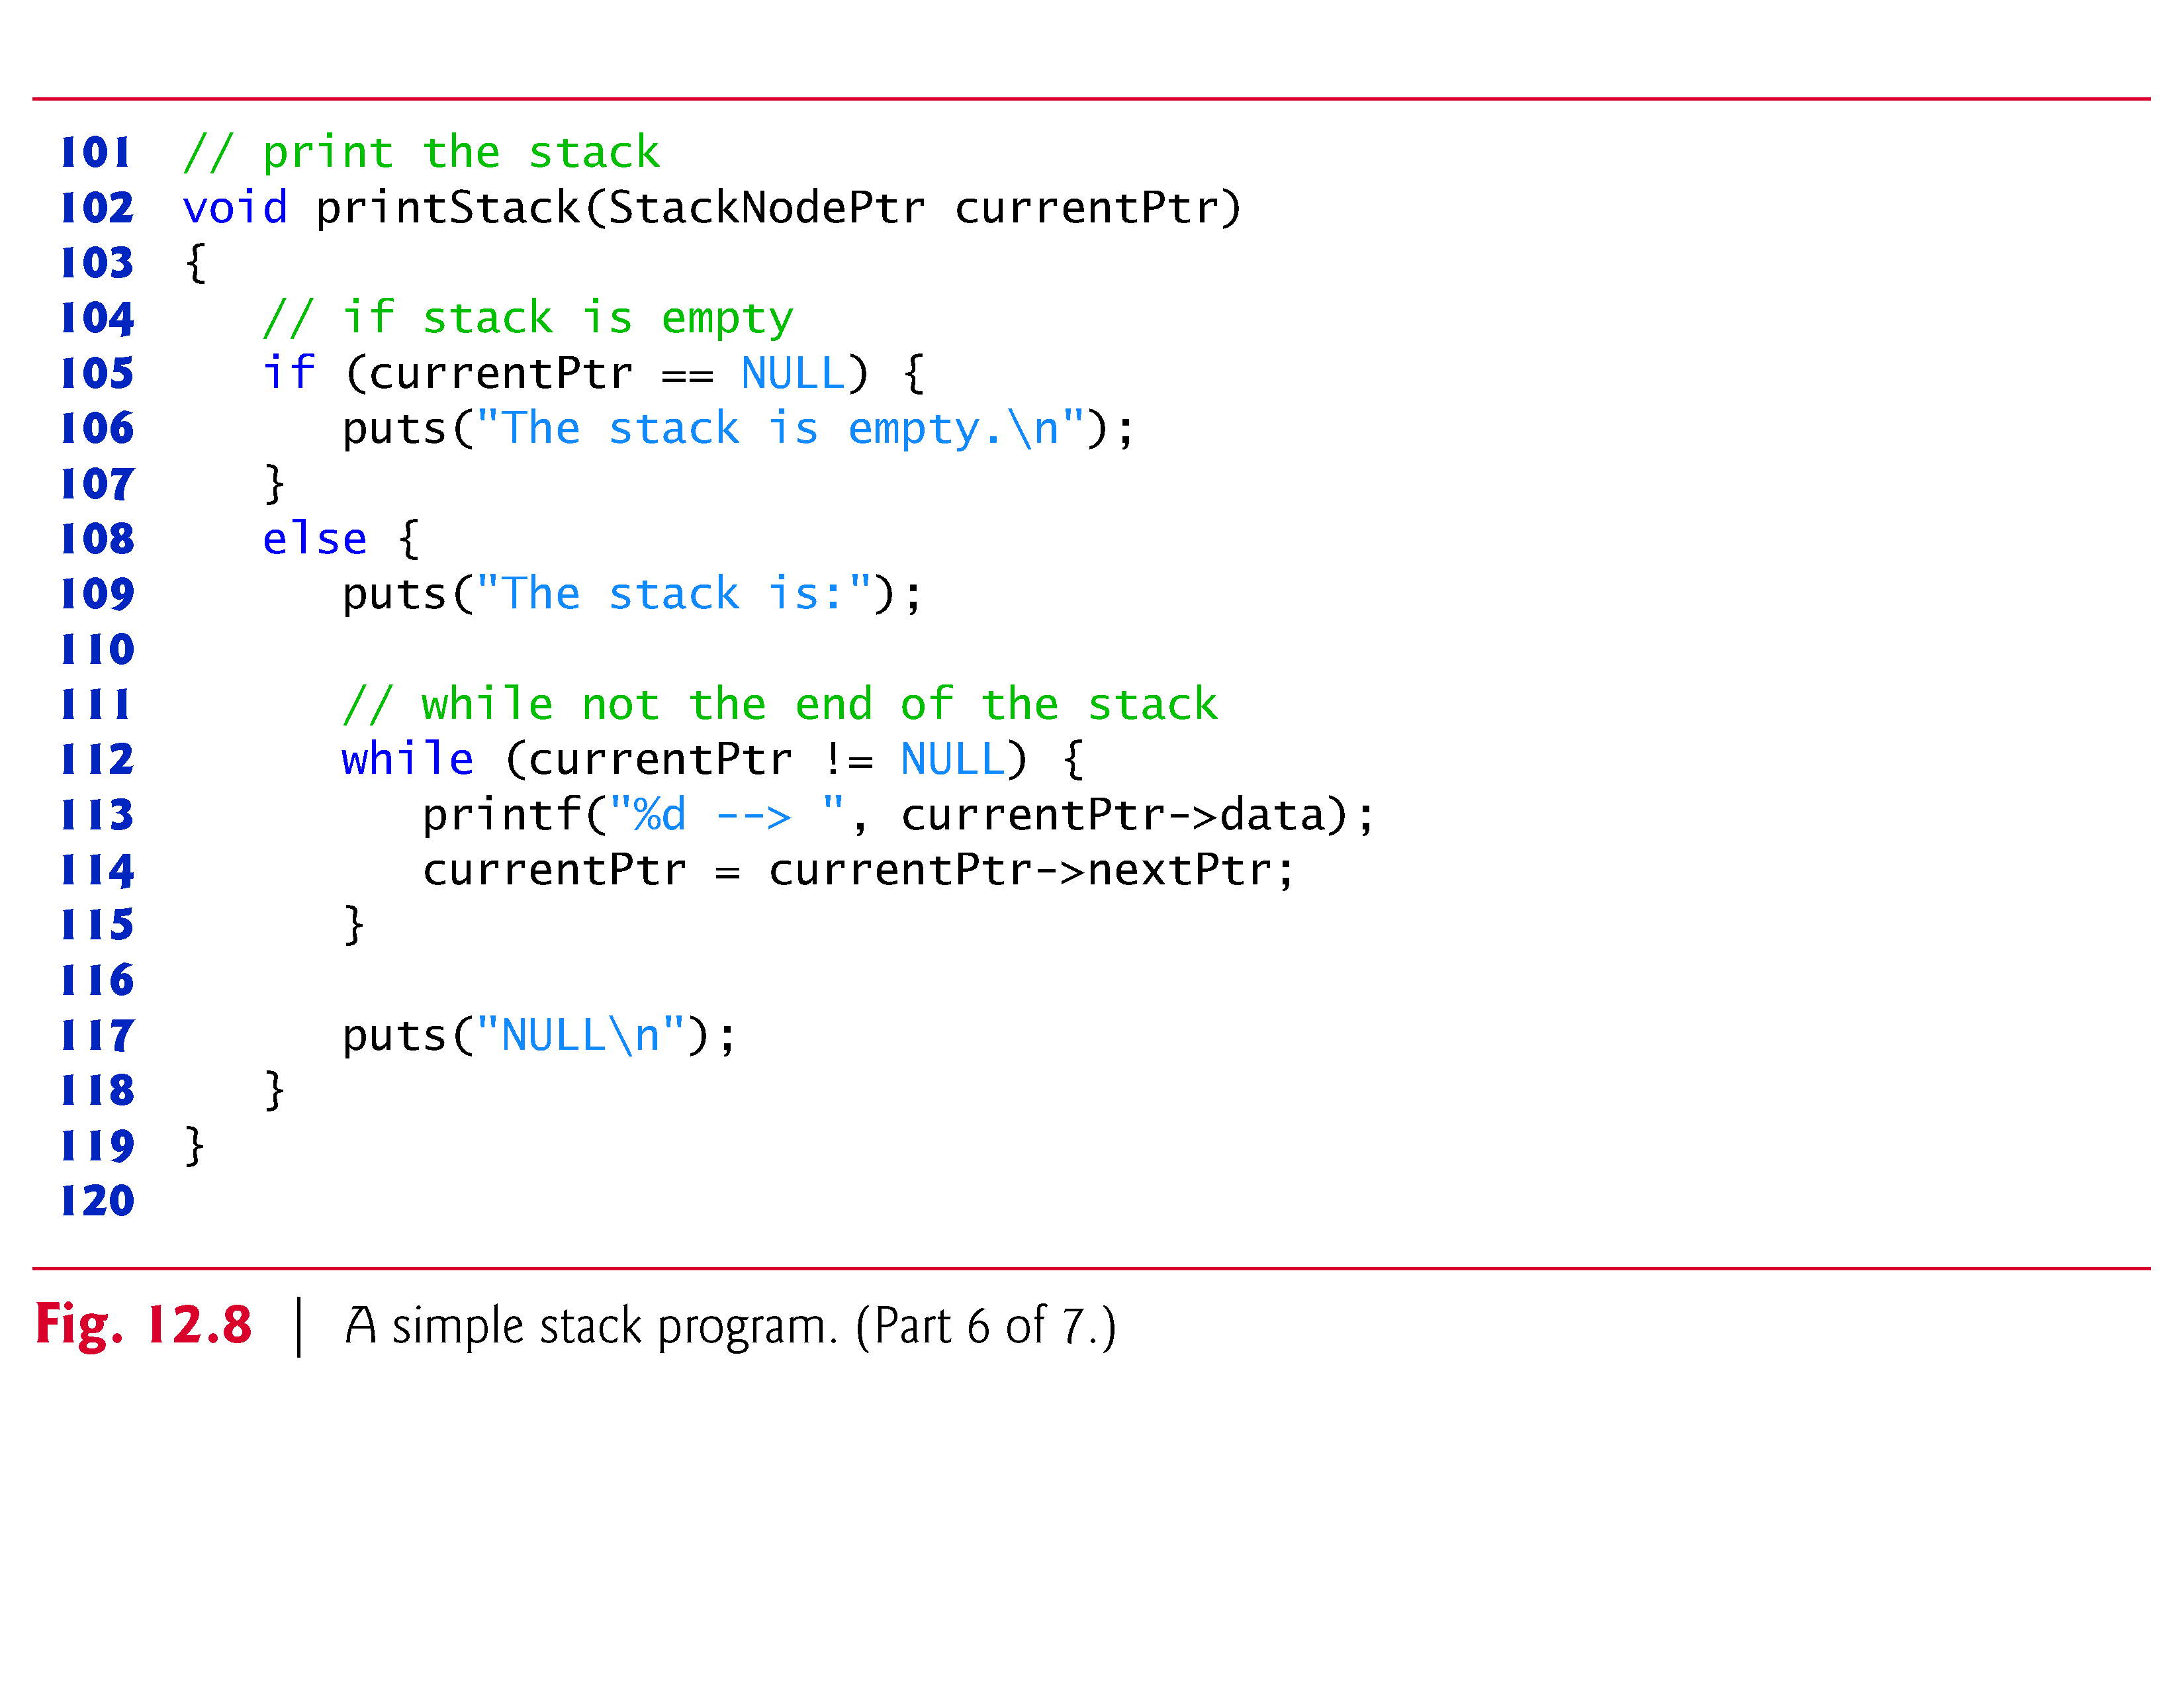 101 // print the stack
102 void printStack(StackNodePtr currentPtr)
103 {
104    // if stack is empty
105    if (currentPtr == NULL) {
106       puts("The stack is empty.\n");
107    }
108    else {
109       puts("The stack is:");
110
111       // while not the end of the stack
112       while (currentPtr != NULL) {
113          printf("%d --> ", currentPtr->data);
114          currentPtr = currentPtr->nextPtr;
115       }
116
117       puts("NULL\n");
118    }
119 }
120
Fig. 12.8 | A simple stack program. (Part 6 of 7.)